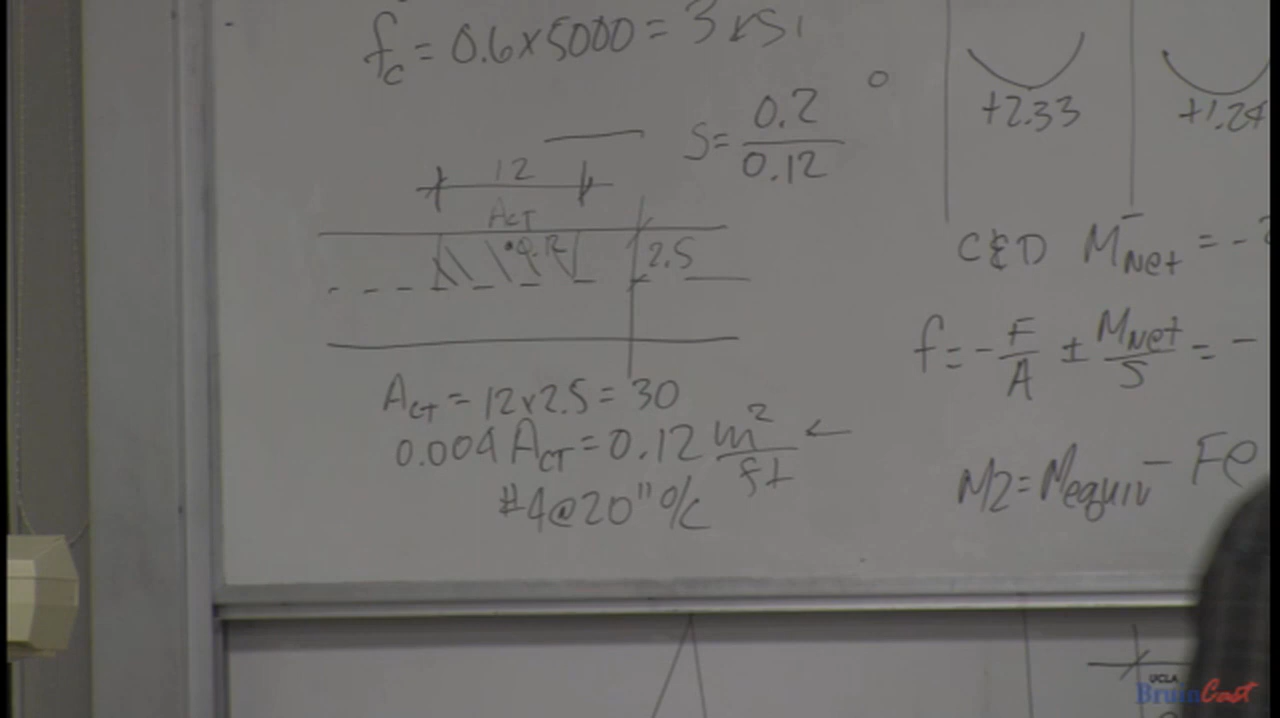 fc = 0.6x5000 = 3 ksi
S= 0.2/0.12
12
ACT
2.5
ACT = 12x2.5 = 30
0.004 ACT = 0.12 in²/ft ←
#4@20" o/c
+2.33
+1.24
C&D M⁻Net = -
f = -F/A ± MNet/S = -
M2 = Mequiv - Fe
UCLA
BruinCast